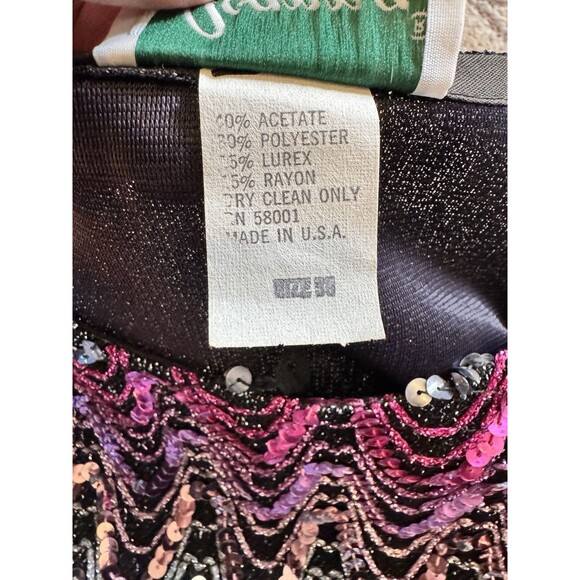 40% ACETATE
30% POLYESTER
15% LUREX
15% RAYON
DRY CLEAN ONLY
RN 58001
MADE IN U.S.A.
SIZE 36